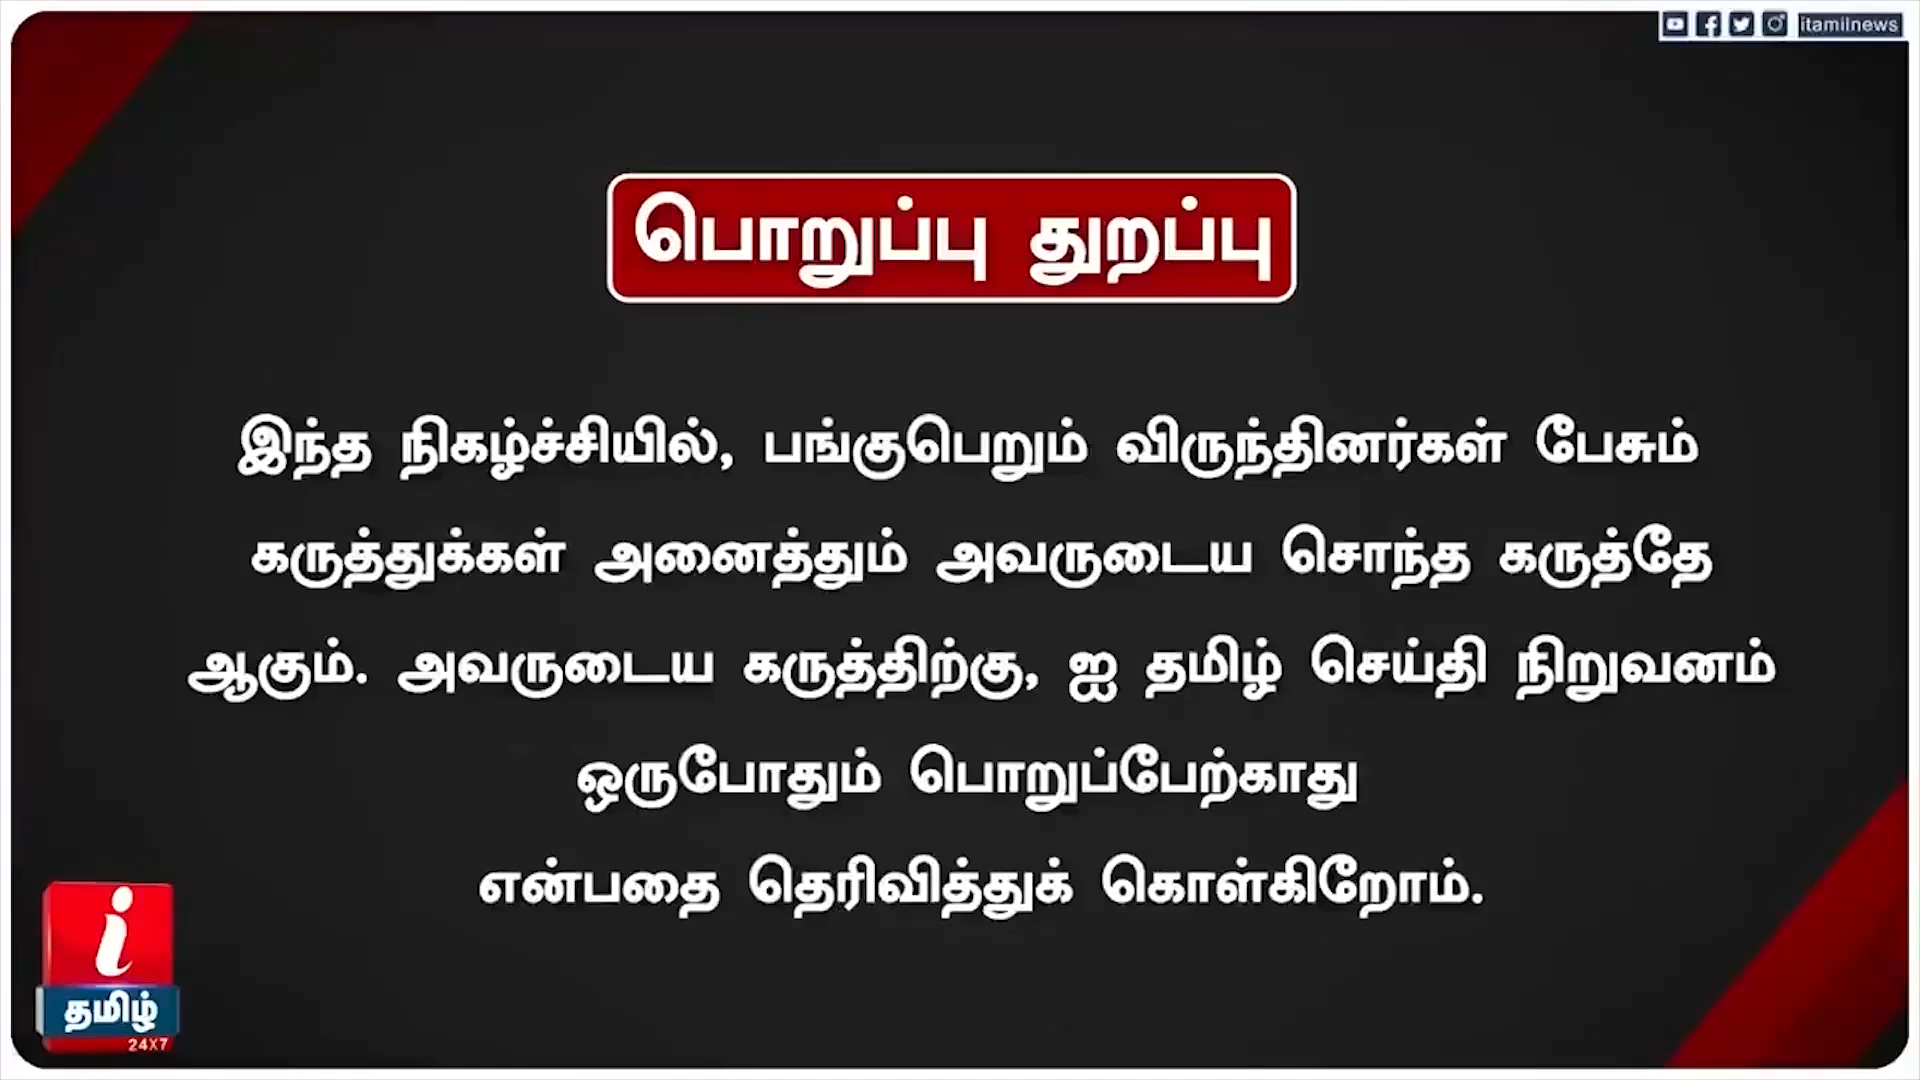 itamilnews
பொறுப்பு துறப்பு
இந்த நிகழ்ச்சியில், பங்குபெறும் விருந்தினர்கள் பேசும்
கருத்துக்கள் அனைத்தும் அவருடைய சொந்த கருத்தே
ஆகும். அவருடைய கருத்திற்கு, ஐ தமிழ் செய்தி நிறுவனம்
ஒருபோதும் பொறுப்பேற்காது
என்பதை தெரிவித்துக் கொள்கிறோம்.
i
தமிழ்
24X7